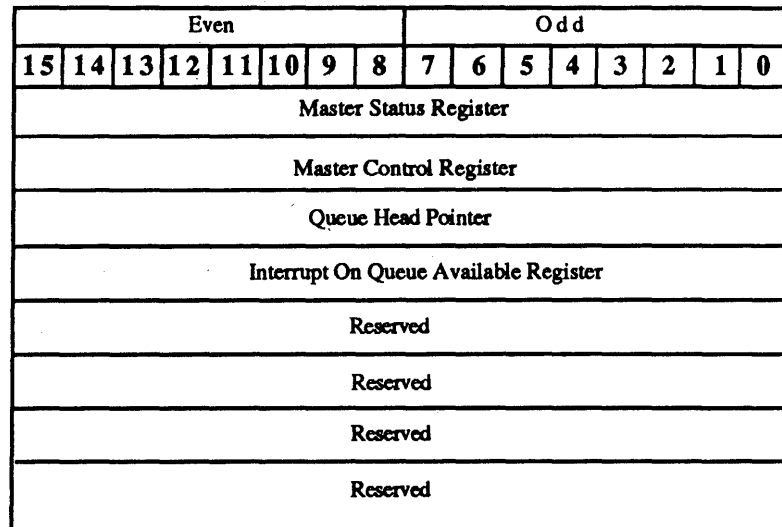 Even Odd
15 14 13 12 11 10 9 8 7 6 5 4 3 2 1 0
Master Status Register
Master Control Register
Queue Head Pointer
Interrupt On Queue Available Register
Reserved
Reserved
Reserved
Reserved